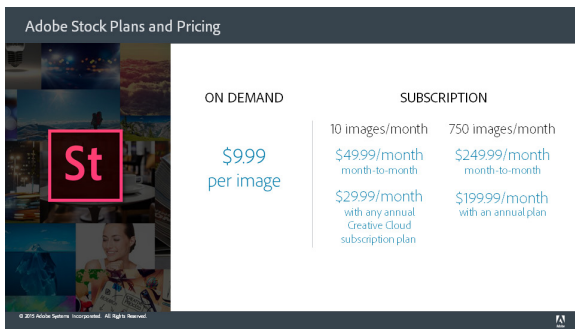 Adobe Stock Plans and Pricing
St
ON DEMAND
$9.99
per image
SUBSCRIPTION
10 images/month
$49.99/month
month-to-month
$29.99/month
with any annual
Creative Cloud
subscription plan
750 images/month
$249.99/month
month-to-month
$199.99/month
with an annual plan
© 2015 Adobe Systems Incorporated. All Rights Reserved.
Adobe